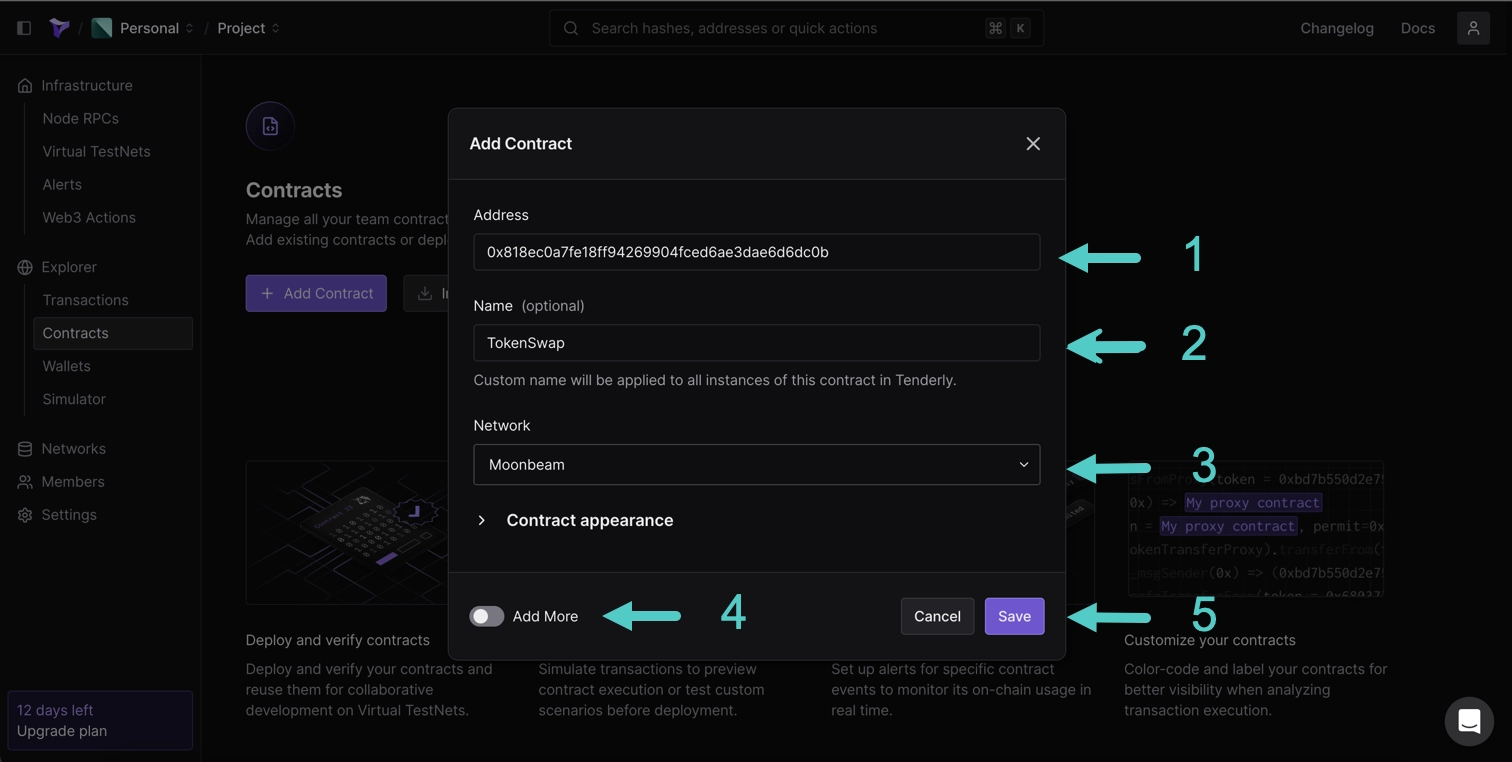 / Personal / Project
Search hashes, addresses or quick actions ⌘ K
Changelog Docs
Infrastructure
Node RPCs
Virtual TestNets
Alerts
Web3 Actions
Explorer
Transactions
Contracts
Wallets
Simulator
Networks
Members
Settings
12 days left
Upgrade plan
Contracts
Manage all your team contract
Add existing contracts or depl
+ Add Contract
Add Contract
Address
0x818ec0a7fe18ff94269904fced6ae3dae6d6dc0b
1
Name (optional)
TokenSwap
2
Custom name will be applied to all instances of this contract in Tenderly.
Network
Moonbeam
3
Contract appearance
Add More
4
Cancel
Save
5
token = 0xbd7b550d2e7
0x) => My proxy contract
n = My proxy contract, permit=0x
okenTransferProxy).transferFrom(
_msgSender(0x) => (0xbd7b550d2e7
Deploy and verify contracts
Deploy and verify your contracts and
reuse them for collaborative
development on Virtual TestNets.
Simulate transactions to preview
contract execution or test custom
scenarios before deployment.
Set up alerts for specific contract
events to monitor its on-chain usage in
real time.
Customize your contracts
Color-code and label your contracts for
better visibility when analyzing
transaction execution.